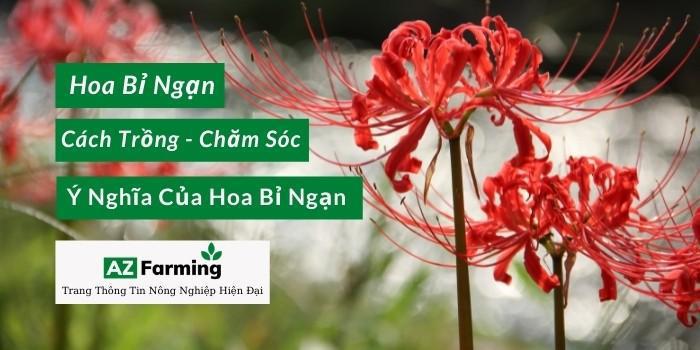 Hoa Bỉ Ngạn
Cách Trồng - Chăm Sóc
Ý Nghĩa Của Hoa Bỉ Ngạn
AZ Farming
Trang Thông Tin Nông Nghiệp Hiện Đại